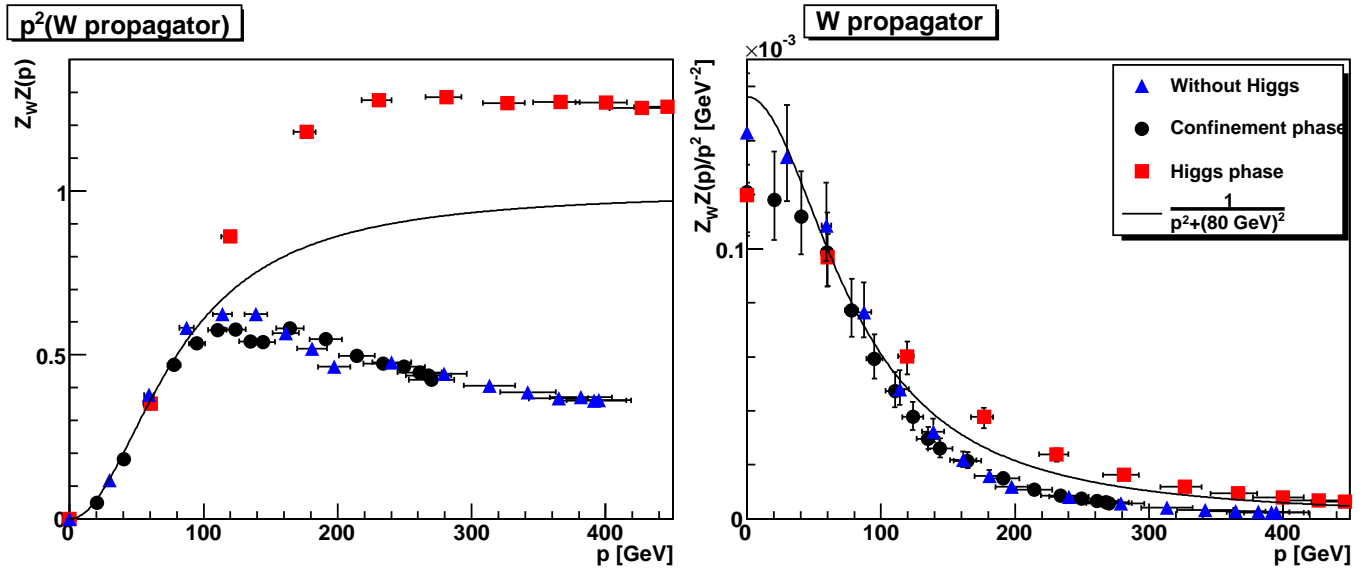 p²(W propagator)
Z_W Z(p)
1
0.5
0
0 100 200 300 400
p [GeV]
W propagator
×10⁻³
Z_W Z(p)/p² [GeV⁻²]
0.1
0
0 100 200 300 400
p [GeV]
Without Higgs
Confinement phase
Higgs phase
1
p²+(80 GeV)²